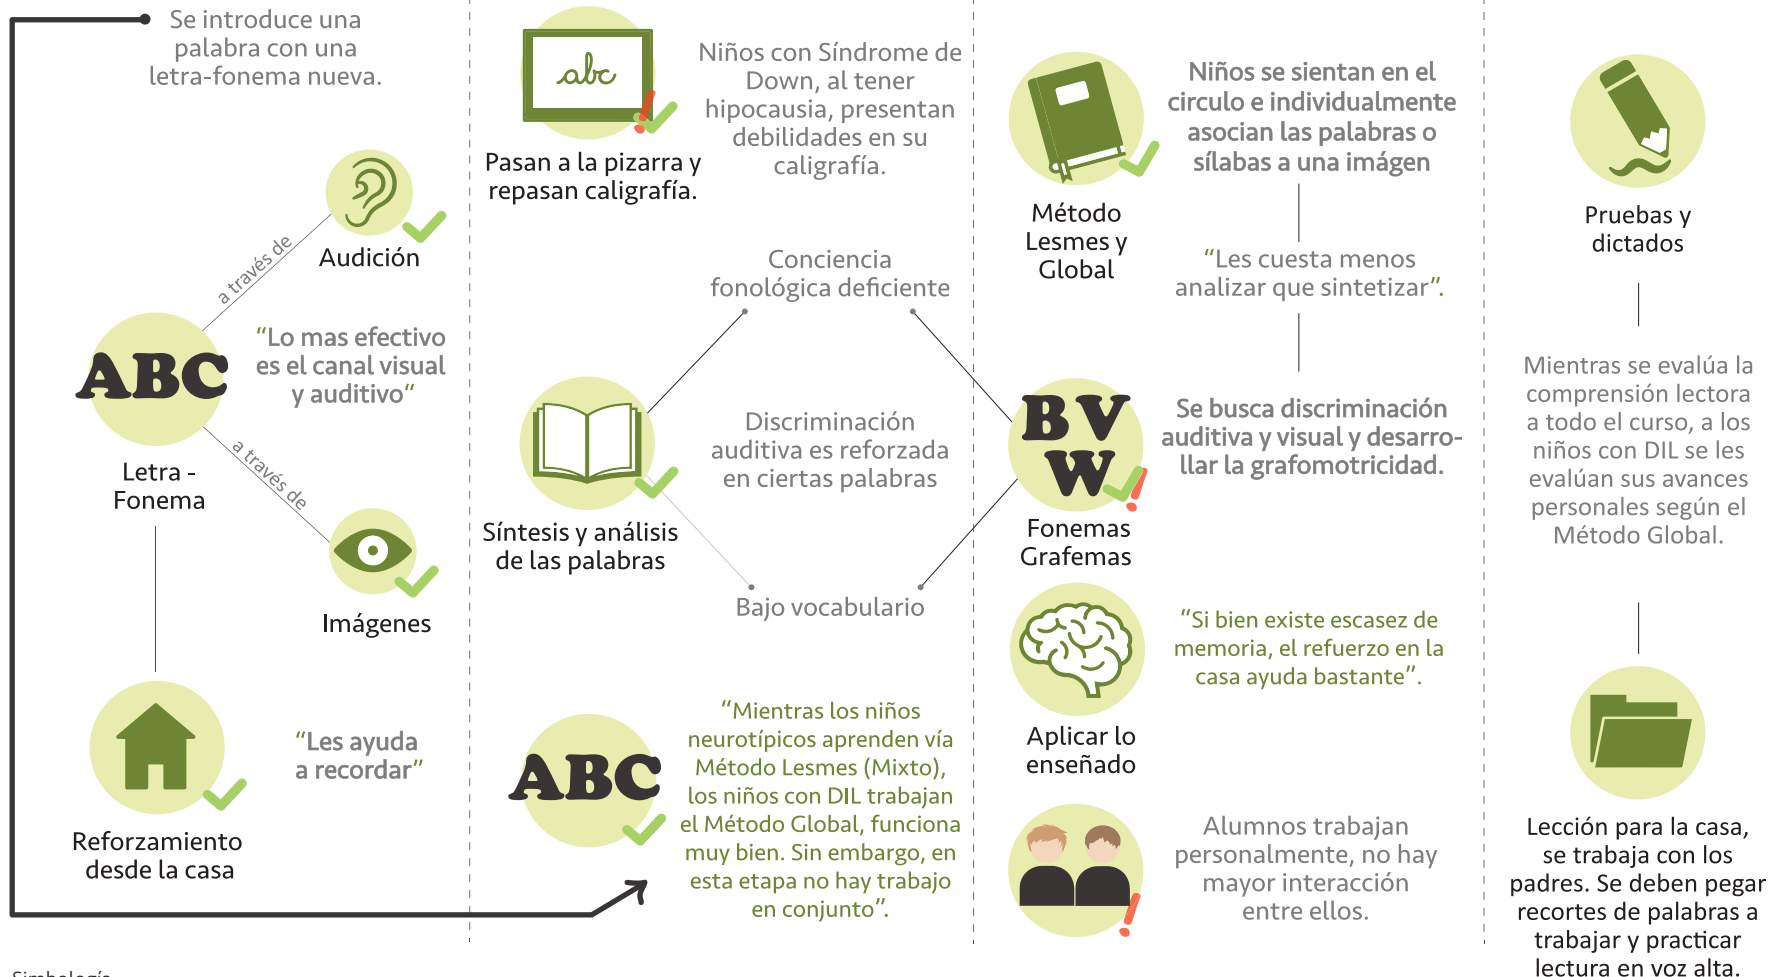 Se introduce una
palabra con una
letra-fonema nueva.
a través de
Audición
ABC
"Lo mas efectivo
es el canal visual
y auditivo"
Letra -
Fonema
a través de
Imágenes
"Les ayuda
a recordar"
Reforzamiento
desde la casa
abc
Pasan a la pizarra y
repasan caligrafía.
Niños con Síndrome de
Down, al tener
hipocausia, presentan
debilidades en su
caligrafía.
Conciencia
fonológica deficiente
Discriminación
auditiva es reforzada
en ciertas palabras
Síntesis y análisis
de las palabras
Bajo vocabulario
ABC
"Mientras los niños
neurotípicos aprenden vía
Método Lesmes (Mixto),
los niños con DIL trabajan
el Método Global, funciona
muy bien. Sin embargo, en
esta etapa no hay trabajo
en conjunto".
Método
Lesmes y
Global
Niños se sientan en el
circulo e individualmente
asocian las palabras o
sílabas a una imágen
"Les cuesta menos
analizar que sintetizar".
B V
W
Fonemas
Grafemas
Se busca discriminación
auditiva y visual y desarro-
llar la grafomotricidad.
Aplicar lo
enseñado
"Si bien existe escasez de
memoria, el refuerzo en la
casa ayuda bastante".
Alumnos trabajan
personalmente, no hay
mayor interacción
entre ellos.
Pruebas y
dictados
Mientras se evalúa la
comprensión lectora
a todo el curso, a los
niños con DIL se les
evalúan sus avances
personales según el
Método Global.
Lección para la casa,
se trabaja con los
padres. Se deben pegar
recortes de palabras a
trabajar y practicar
lectura en voz alta.
Simbología